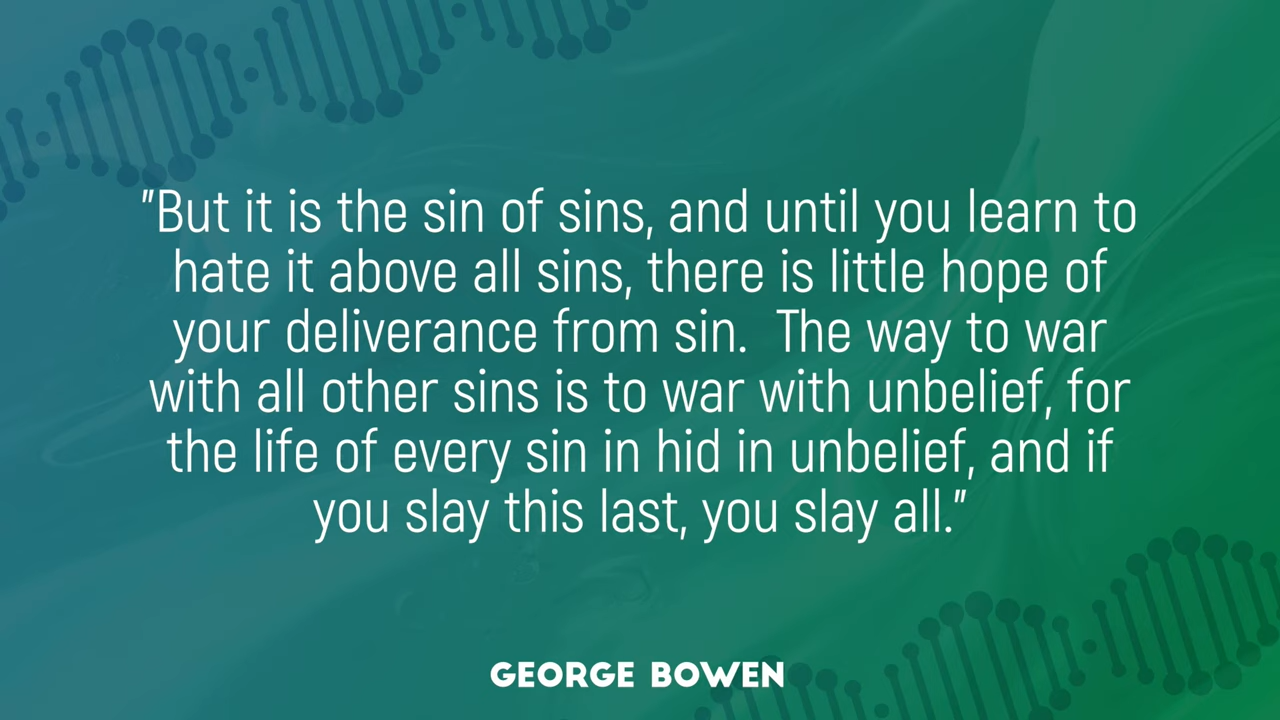 "But it is the sin of sins, and until you learn to
hate it above all sins, there is little hope of
your deliverance from sin.  The way to war
with all other sins is to war with unbelief, for
the life of every sin in hid in unbelief, and if
you slay this last, you slay all."
GEORGE BOWEN